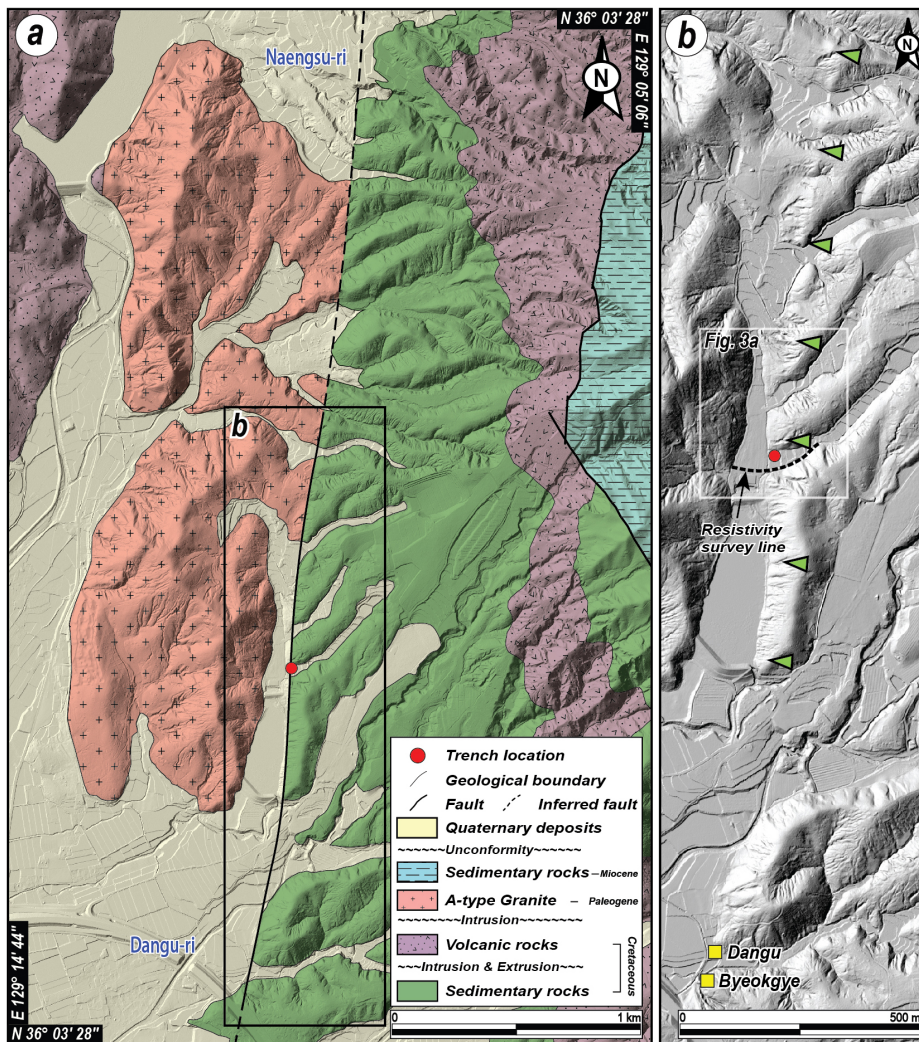 a
Naengsu-ri
N 36° 03' 28"
E 129° 05' 06"
N
b
Dangu-ri
E 129° 14' 44"
N 36° 03' 28"
Trench location
Geological boundary
Fault
Inferred fault
Quaternary deposits
~~~~~~Unconformity~~~~~~
Sedimentary rocks – Miocene
A-type Granite – Paleogene
~~~~~~~~Intrusion~~~~~~~~
Volcanic rocks
~~~Intrusion & Extrusion~~~
Sedimentary rocks
Cretaceous
0 1 km
b
N
Fig. 3a
Resistivity
survey line
Dangu
Byeokgye
0 500 m